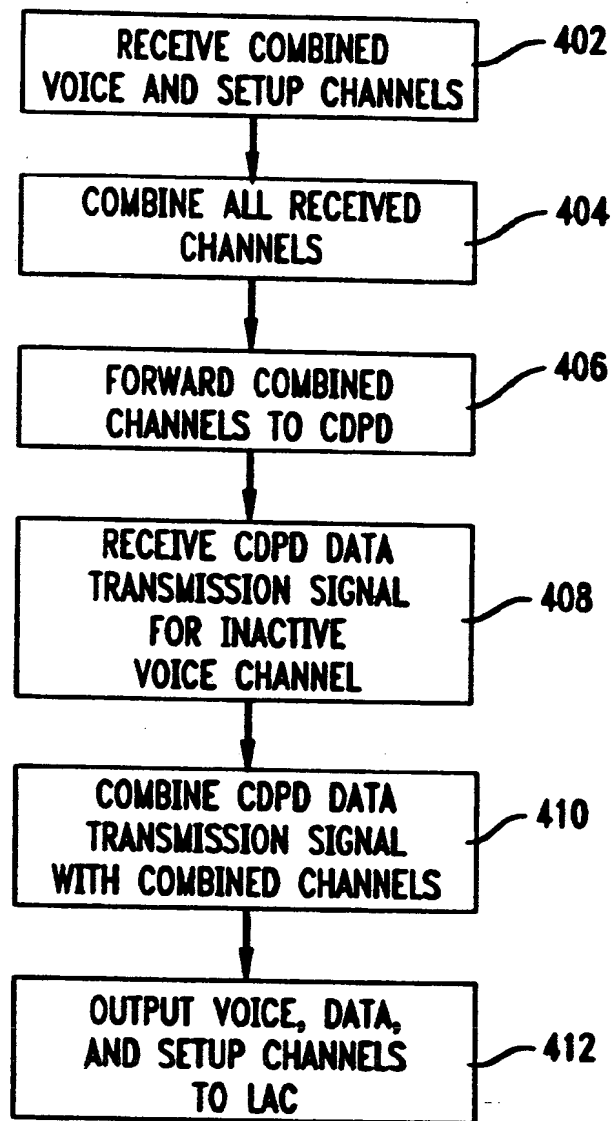 RECEIVE COMBINED
VOICE AND SETUP CHANNELS
402
COMBINE ALL RECEIVED
CHANNELS
404
FORWARD COMBINED
CHANNELS TO CDPD
406
RECEIVE CDPD DATA
TRANSMISSION SIGNAL
FOR INACTIVE
VOICE CHANNEL
408
COMBINE CDPD DATA
TRANSMISSION SIGNAL
WITH COMBINED CHANNELS
410
OUTPUT VOICE, DATA,
AND SETUP CHANNELS
TO LAC
412